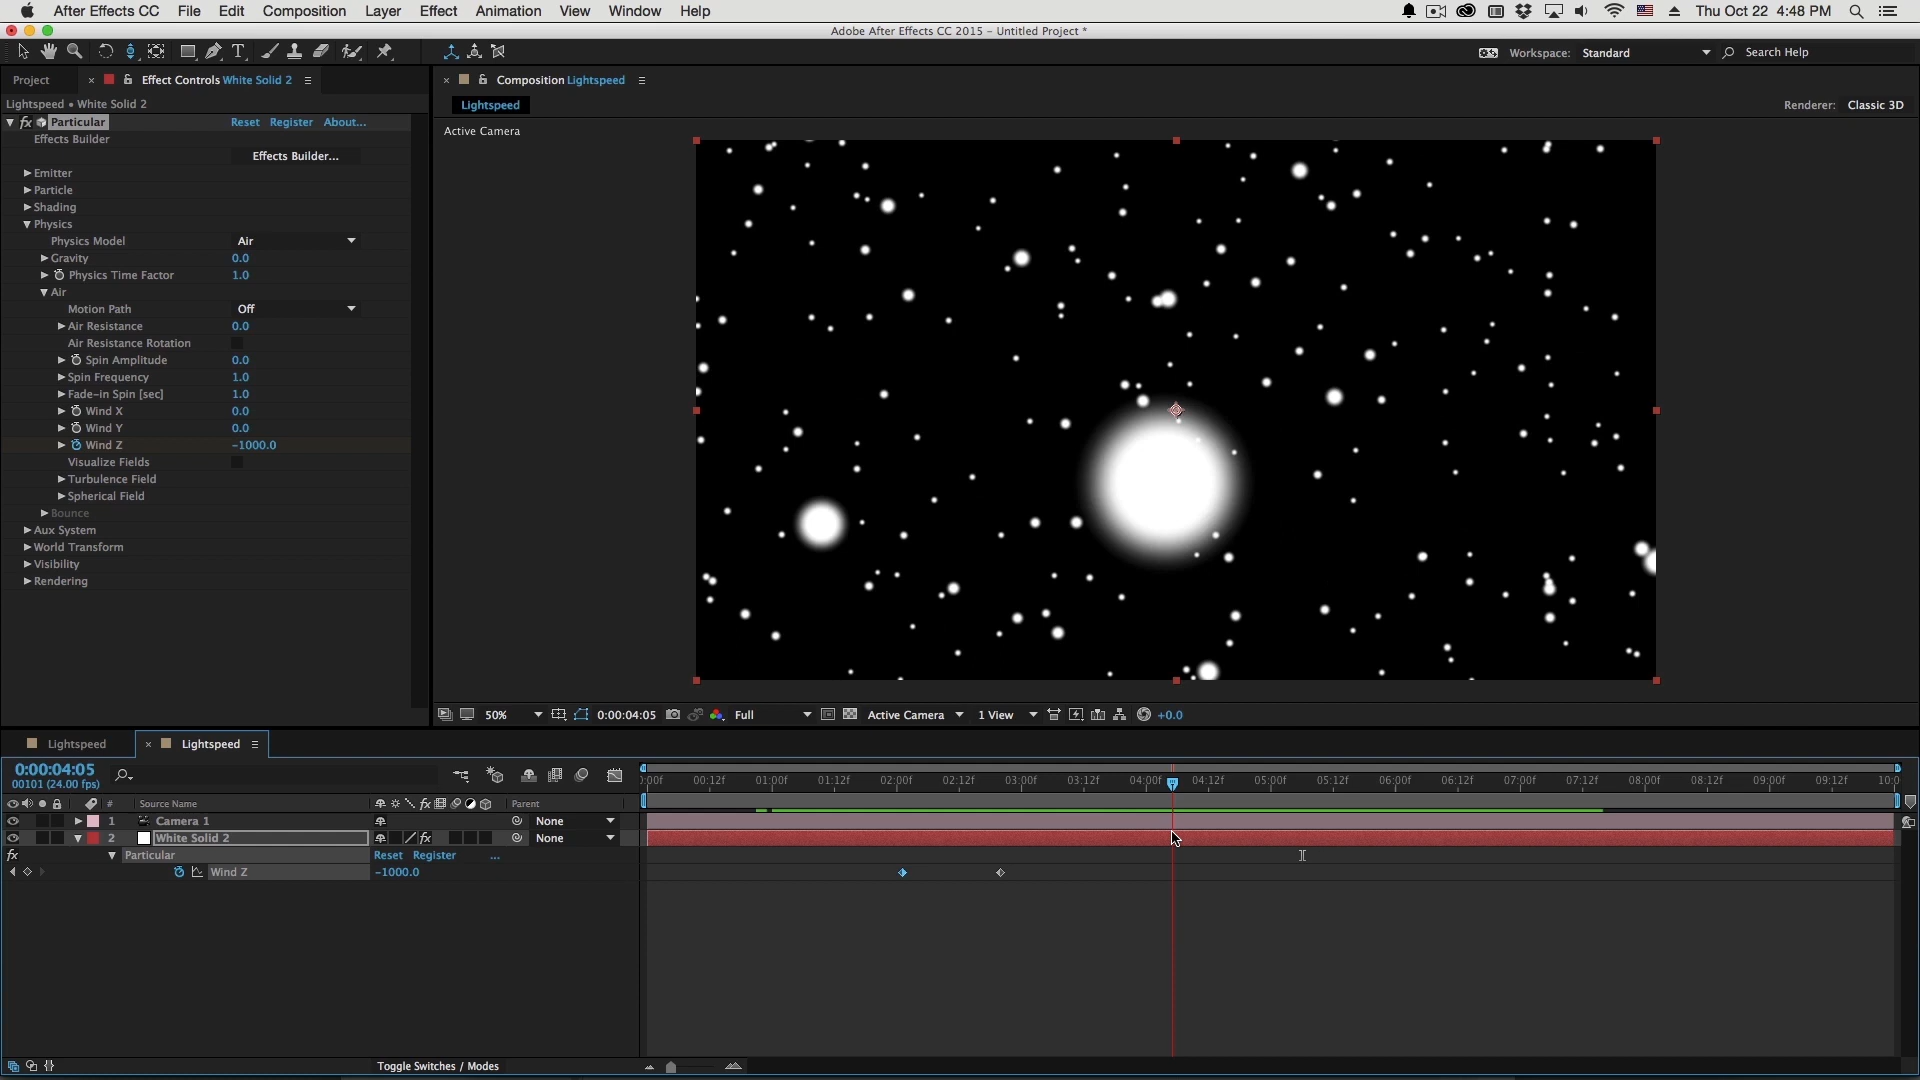 After Effects CC File Edit Composition Layer Effect Animation View Window Help Thu Oct 22 4:48 PM
Adobe After Effects CC 2015 - Untitled Project *
Workspace: Standard Search Help
Project × Effect Controls White Solid 2 × Composition Lightspeed
Lightspeed • White Solid 2 Lightspeed Renderer: Classic 3D
fx Particular Reset Register About...
Active Camera
Effects Builder
Effects Builder...
Emitter
Particle
Shading
Physics
Physics Model Air
Gravity 0.0
Physics Time Factor 1.0
Air
Motion Path Off
Air Resistance 0.0
Air Resistance Rotation
Spin Amplitude 0.0
Spin Frequency 1.0
Fade-in Spin [sec] 1.0
Wind X 0.0
Wind Y 0.0
Wind Z -1000.0
Visualize Fields
Turbulence Field
Spherical Field
Bounce
Aux System
World Transform
Visibility
Rendering
50% 0:00:04:05 Full Active Camera 1 View +0.0
Lightspeed × Lightspeed
0:00:04:05
00101 (24.00 fps)
:00f 00:12f 01:00f 01:12f 02:00f 02:12f 03:00f 03:12f 04:00f 04:12f 05:00f 05:12f 06:00f 06:12f 07:00f 07:12f 08:00f 08:12f 09:00f 09:12f 10:0
# Source Name fx Parent
1 Camera 1 None
2 White Solid 2 fx None
fx Particular Reset Register ...
Wind Z -1000.0
Toggle Switches / Modes